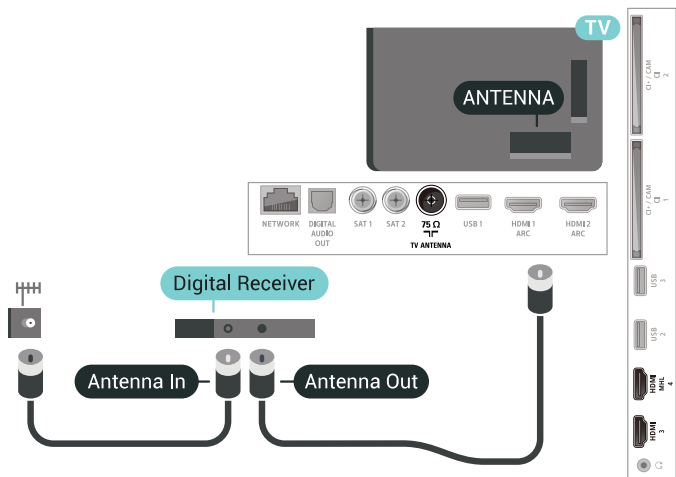 TV
ANTENNA
NETWORK
DIGITAL
AUDIO
OUT
SAT 1
SAT 2
75 Ω
TV ANTENNA
USB 1
HDMI 1
ARC
HDMI 2
ARC
Digital Receiver
Antenna In
Antenna Out
CI+ / CAM
2
CI+ / CAM
1
USB
3
USB
2
HDMI
MHL
4
HDMI
3